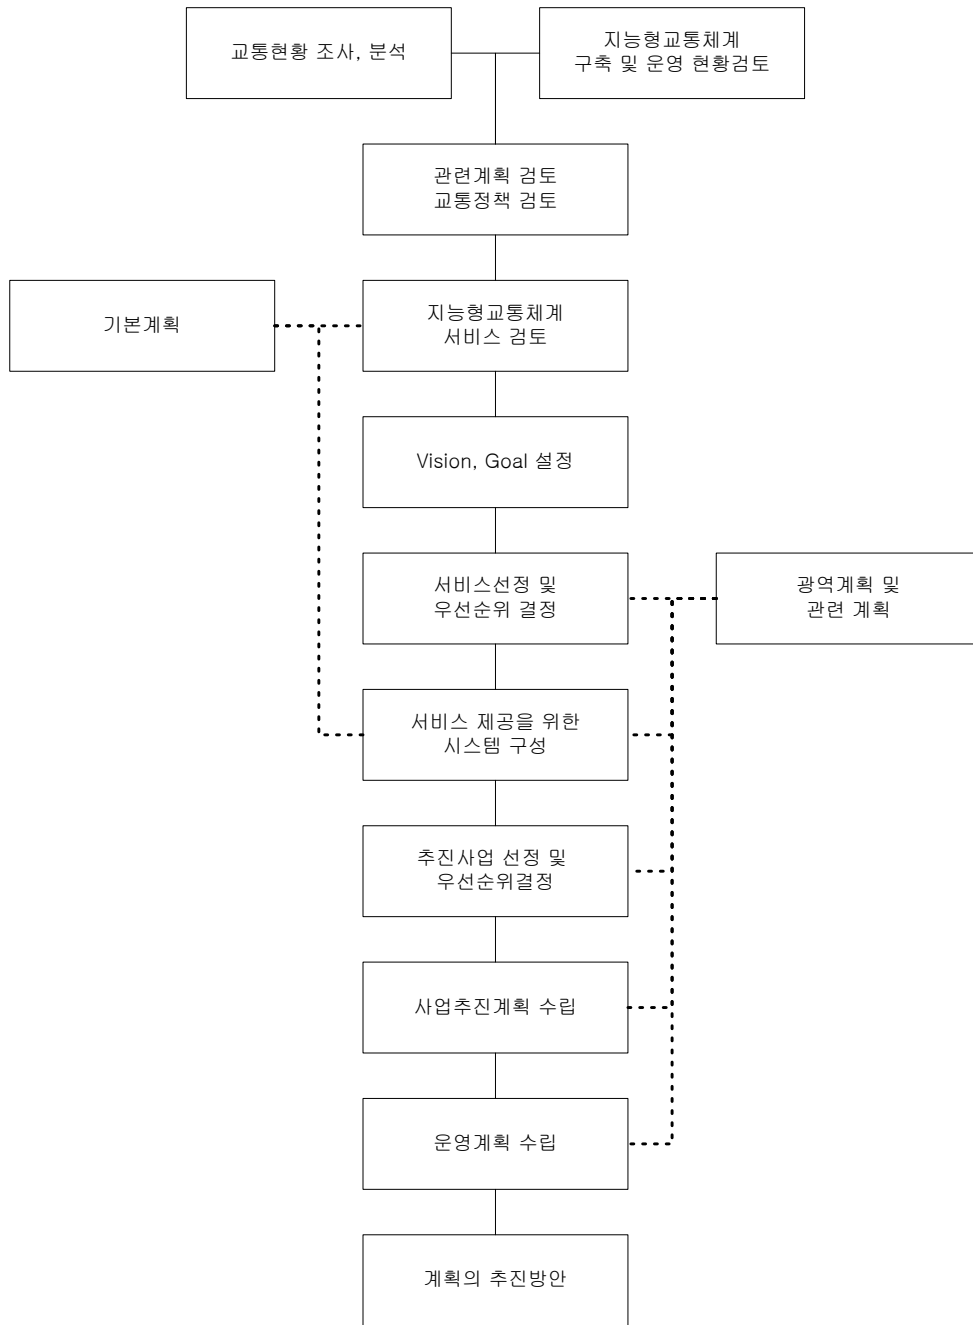 교통현황 조사, 분석
지능형교통체계
구축 및 운영 현황검토
관련계획 검토
교통정책 검토
기본계획
지능형교통체계
서비스 검토
Vision, Goal 설정
서비스선정 및
우선순위 결정
광역계획 및
관련 계획
서비스 제공을 위한
시스템 구성
추진사업 선정 및
우선순위결정
사업추진계획 수립
운영계획 수립
계획의 추진방안